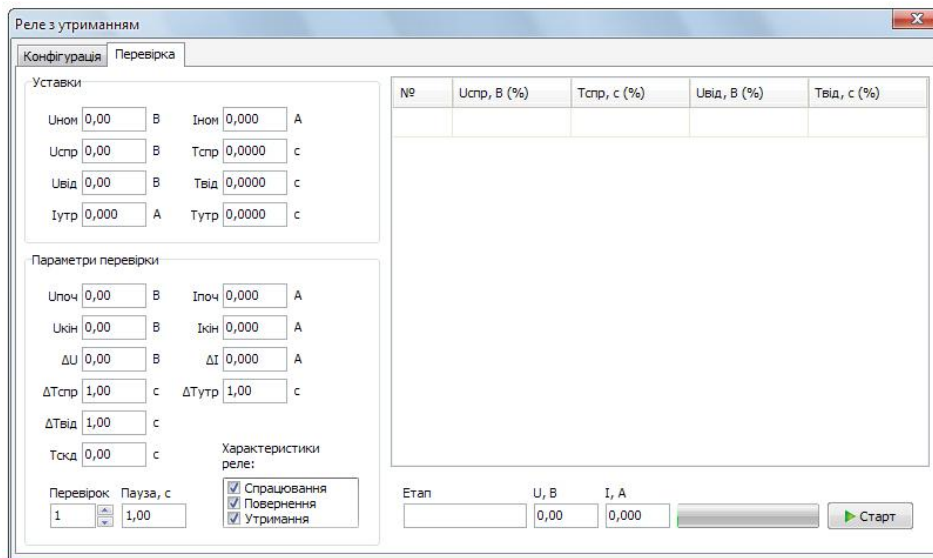 Реле з утриманням
Конфігурація Перевірка
Уставки
Uном 0,00 В Iном 0,000 А
Uспр 0,00 В Tспр 0,0000 с
Uвід 0,00 В Tвід 0,0000 с
Iутр 0,000 А Tутр 0,0000 с
Параметри перевірки
Uпоч 0,00 В Iпоч 0,000 А
Uкін 0,00 В Iкін 0,000 А
ΔU 0,00 В ΔI 0,000 А
ΔTспр 1,00 с ΔTутр 1,00 с
ΔTвід 1,00 с
Tскд 0,00 с
Характеристики
реле:
Спрацювання
Повернення
Утримання
Перевірок Пауза, с
1 1,00
№ Uспр, В (%) Tспр, с (%) Uвід, В (%) Tвід, с (%)
Етап U, В I, А
0,00 0,000 Старт